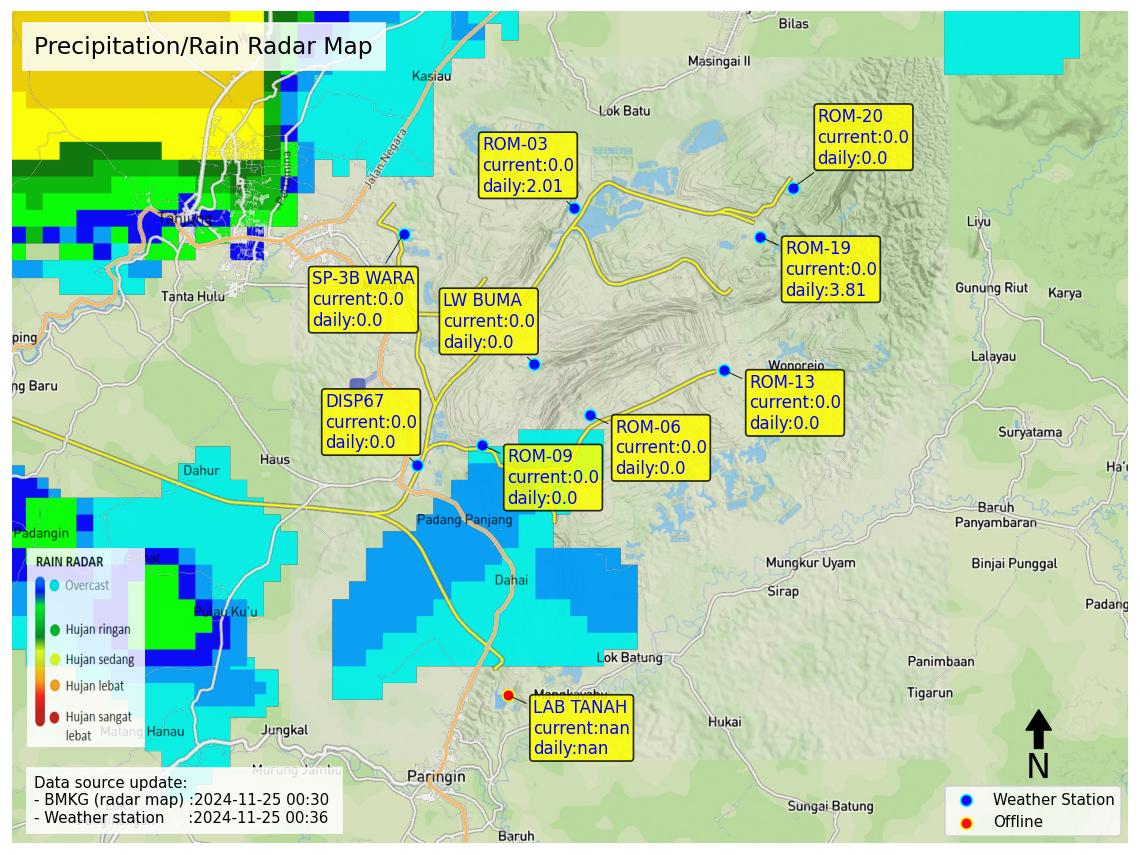 Precipitation/Rain Radar Map
Bilas
Masingai II
Kasiau
Lok Batu
Jalan Negara
ROM-20
current:0.0
daily:0.0
ROM-03
current:0.0
daily:2.01
Tanjung
Liyu
ROM-19
current:0.0
daily:3.81
SP-3B WARA
current:0.0
daily:0.0
LW BUMA
current:0.0
daily:0.0
Tanta Hulu
Gunung Riut
Karya
ping
Lalayau
Wonorejo
ng Baru
ROM-13
current:0.0
daily:0.0
DISP67
current:0.0
daily:0.0
ROM-06
current:0.0
daily:0.0
Suryatama
ROM-09
current:0.0
daily:0.0
Haus
Dahur
Ha'u
Padang Panjang
Baruh
Panyambaran
Padangin
Mungkur Uyam
Binjai Punggal
Dahai
Sirap
Padang
Pulau Ku'u
RAIN RADAR
Overcast
Hujan ringan
Hujan sedang
Hujan lebat
Hujan sangat
lebat
Lok Batung
Panimbaan
Tigarun
LAB TANAH
current:nan
daily:nan
Hukai
Matang Hanau
Jungkal
Murung Jambu
Paringin
Sungai Batung
Baruh
Data source update:
- BMKG (radar map) :2024-11-25 00:30
- Weather station :2024-11-25 00:36
N
Weather Station
Offline